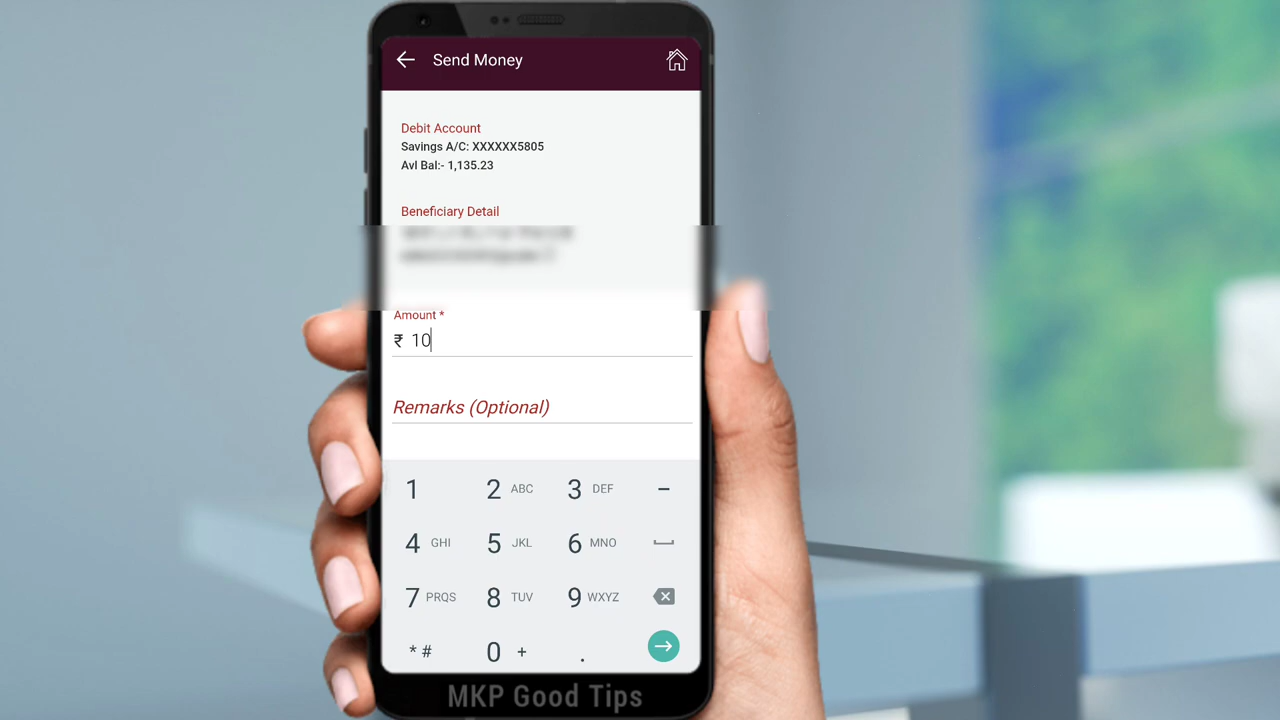 Send Money
Debit Account
Savings A/C: XXXXXX5805
Avl Bal:- 1,135.23
Beneficiary Detail
Amount *
₹ 10
Remarks (Optional)
1 2 ABC 3 DEF –
4 GHI 5 JKL 6 MNO
7 PRQS 8 TUV 9 WXYZ
* # 0 + .
MKP Good Tips